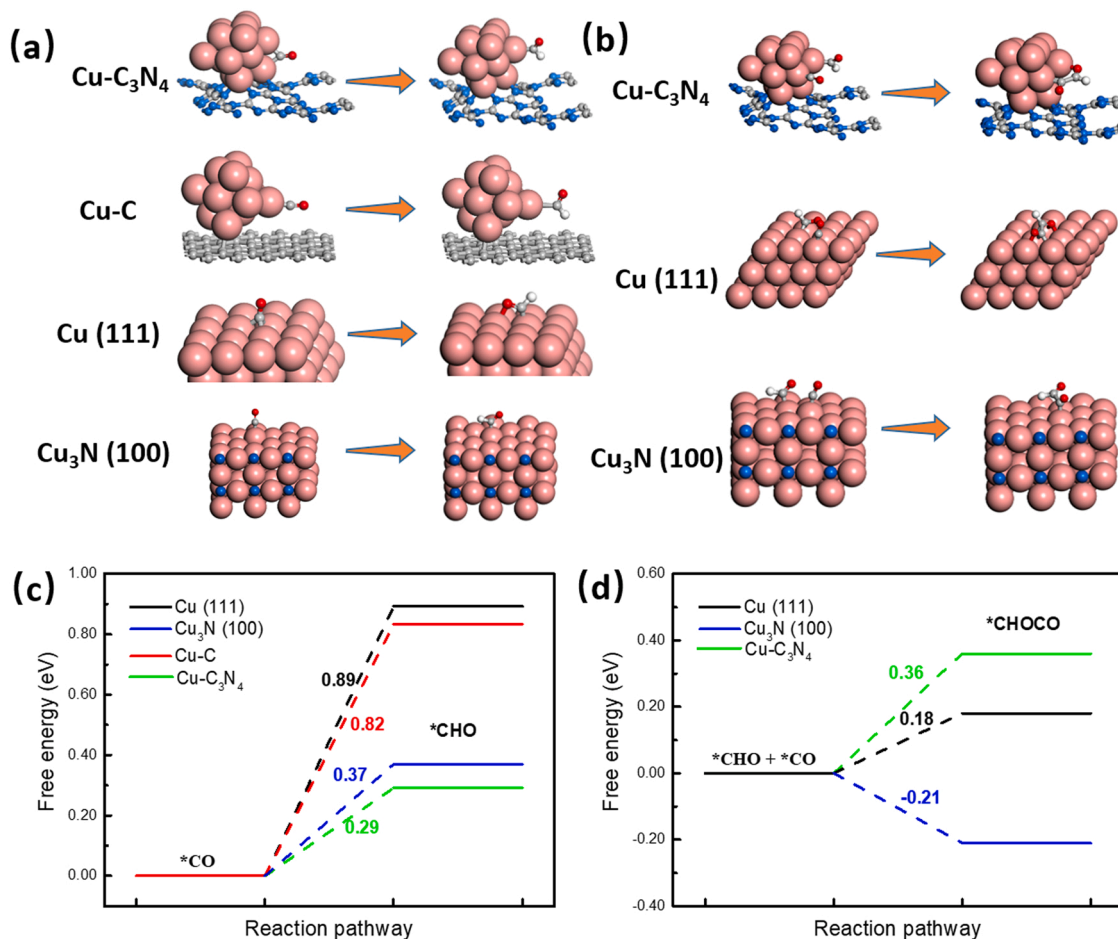 (a)
Cu-C₃N₄
Cu-C
Cu (111)
Cu₃N (100)
(b)
Cu-C₃N₄
Cu (111)
Cu₃N (100)
(c)
1.00
0.80
0.60
0.40
0.20
0.00
Free energy (eV)
Cu (111)
Cu₃N (100)
Cu-C
Cu-C₃N₄
0.89
0.82
*CHO
0.37
0.29
*CO
Reaction pathway
(d)
0.60
0.40
0.20
0.00
-0.20
-0.40
Free energy (eV)
Cu (111)
Cu₃N (100)
Cu-C₃N₄
*CHOCO
0.36
0.18
*CHO + *CO
-0.21
Reaction pathway